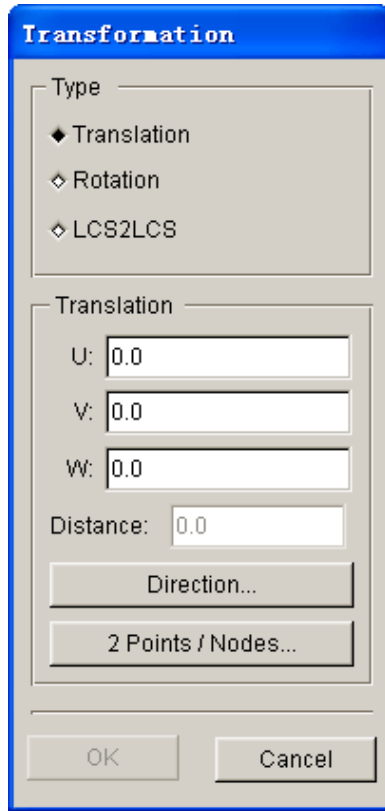 Transformation
Type
Translation
Rotation
LCS2LCS
Translation
U: 0.0
V: 0.0
W: 0.0
Distance: 0.0
Direction...
2 Points / Nodes...
OK Cancel